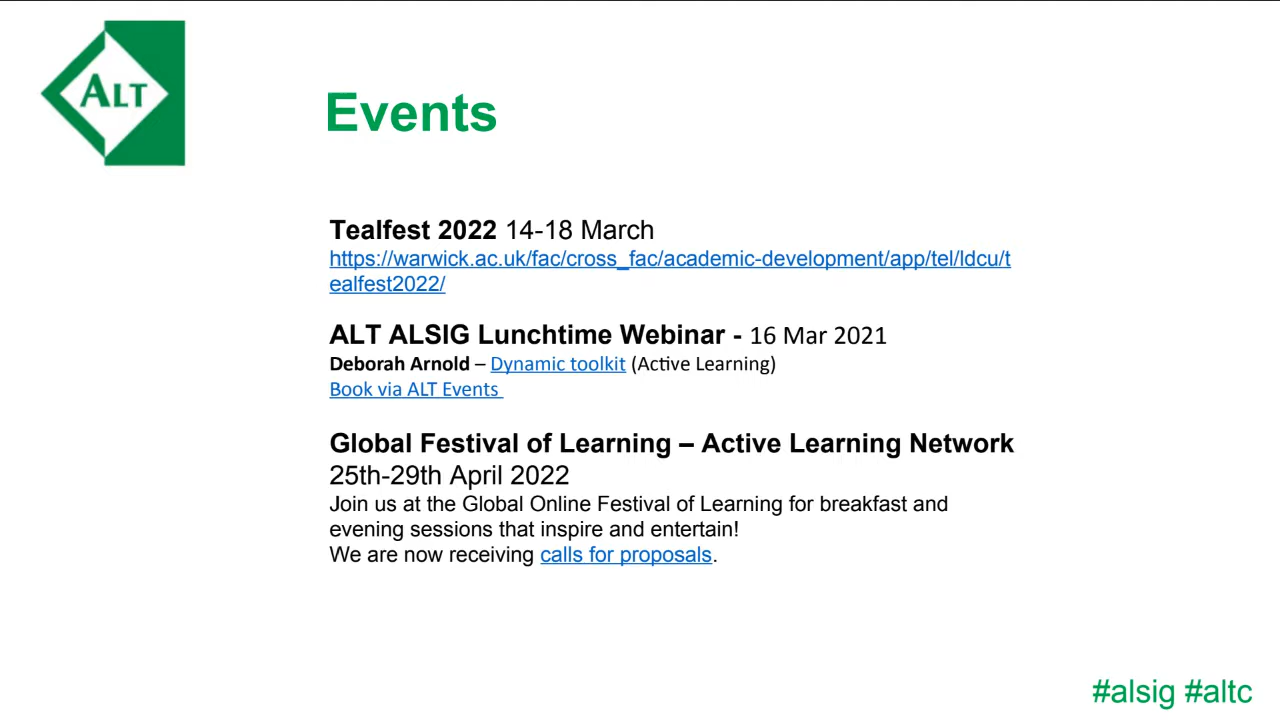 ALT
Events
Tealfest 2022 14-18 March
https://warwick.ac.uk/fac/cross_fac/academic-development/app/tel/ldcu/t
ealfest2022/
ALT ALSIG Lunchtime Webinar - 16 Mar 2021
Deborah Arnold – Dynamic toolkit (Active Learning)
Book via ALT Events
Global Festival of Learning – Active Learning Network
25th-29th April 2022
Join us at the Global Online Festival of Learning for breakfast and
evening sessions that inspire and entertain!
We are now receiving calls for proposals.
#alsig #altc